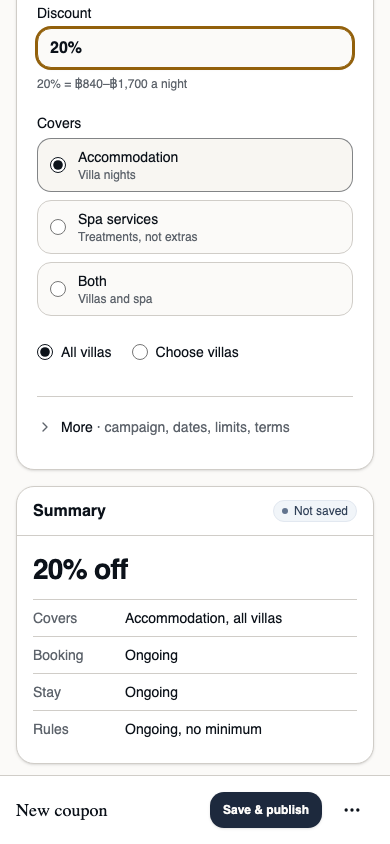 Discount
20%
20% = ฿840–฿1,700 a night
Covers
Accommodation
Villa nights
Spa services
Treatments, not extras
Both
Villas and spa
All villas
Choose villas
More · campaign, dates, limits, terms
Summary
Not saved
20% off
Covers Accommodation, all villas
Booking Ongoing
Stay Ongoing
Rules Ongoing, no minimum
New coupon
Save & publish